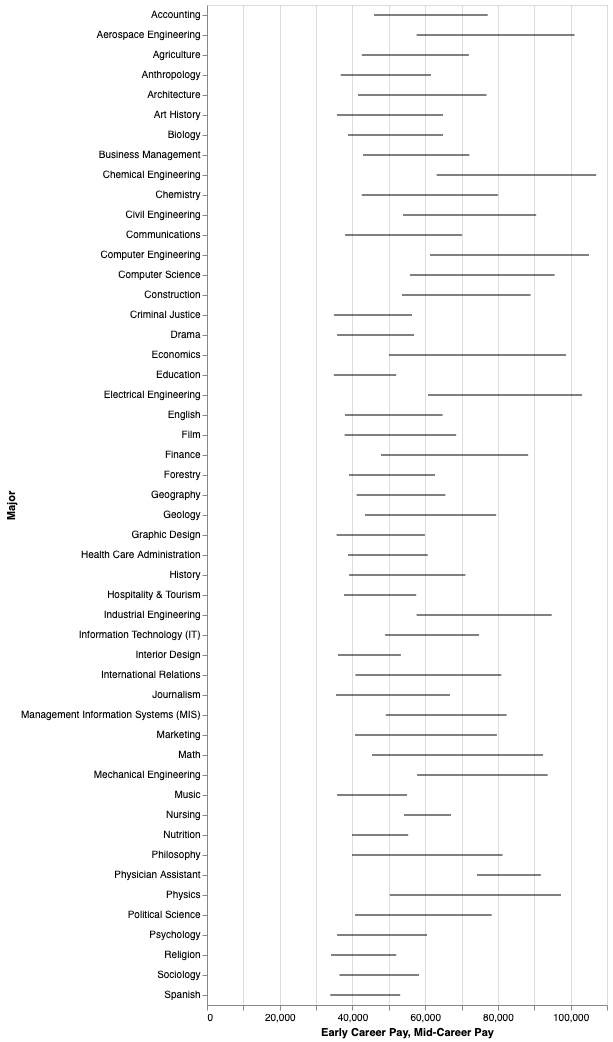 Accounting
Aerospace Engineering
Agriculture
Anthropology
Architecture
Art History
Biology
Business Management
Chemical Engineering
Chemistry
Civil Engineering
Communications
Computer Engineering
Computer Science
Construction
Criminal Justice
Drama
Economics
Education
Electrical Engineering
English
Film
Finance
Forestry
Geography
Geology
Graphic Design
Health Care Administration
History
Hospitality & Tourism
Industrial Engineering
Information Technology (IT)
Interior Design
International Relations
Journalism
Management Information Systems (MIS)
Marketing
Math
Mechanical Engineering
Music
Nursing
Nutrition
Philosophy
Physician Assistant
Physics
Political Science
Psychology
Religion
Sociology
Spanish
Major
0 20,000 40,000 60,000 80,000 100,000
Early Career Pay, Mid-Career Pay